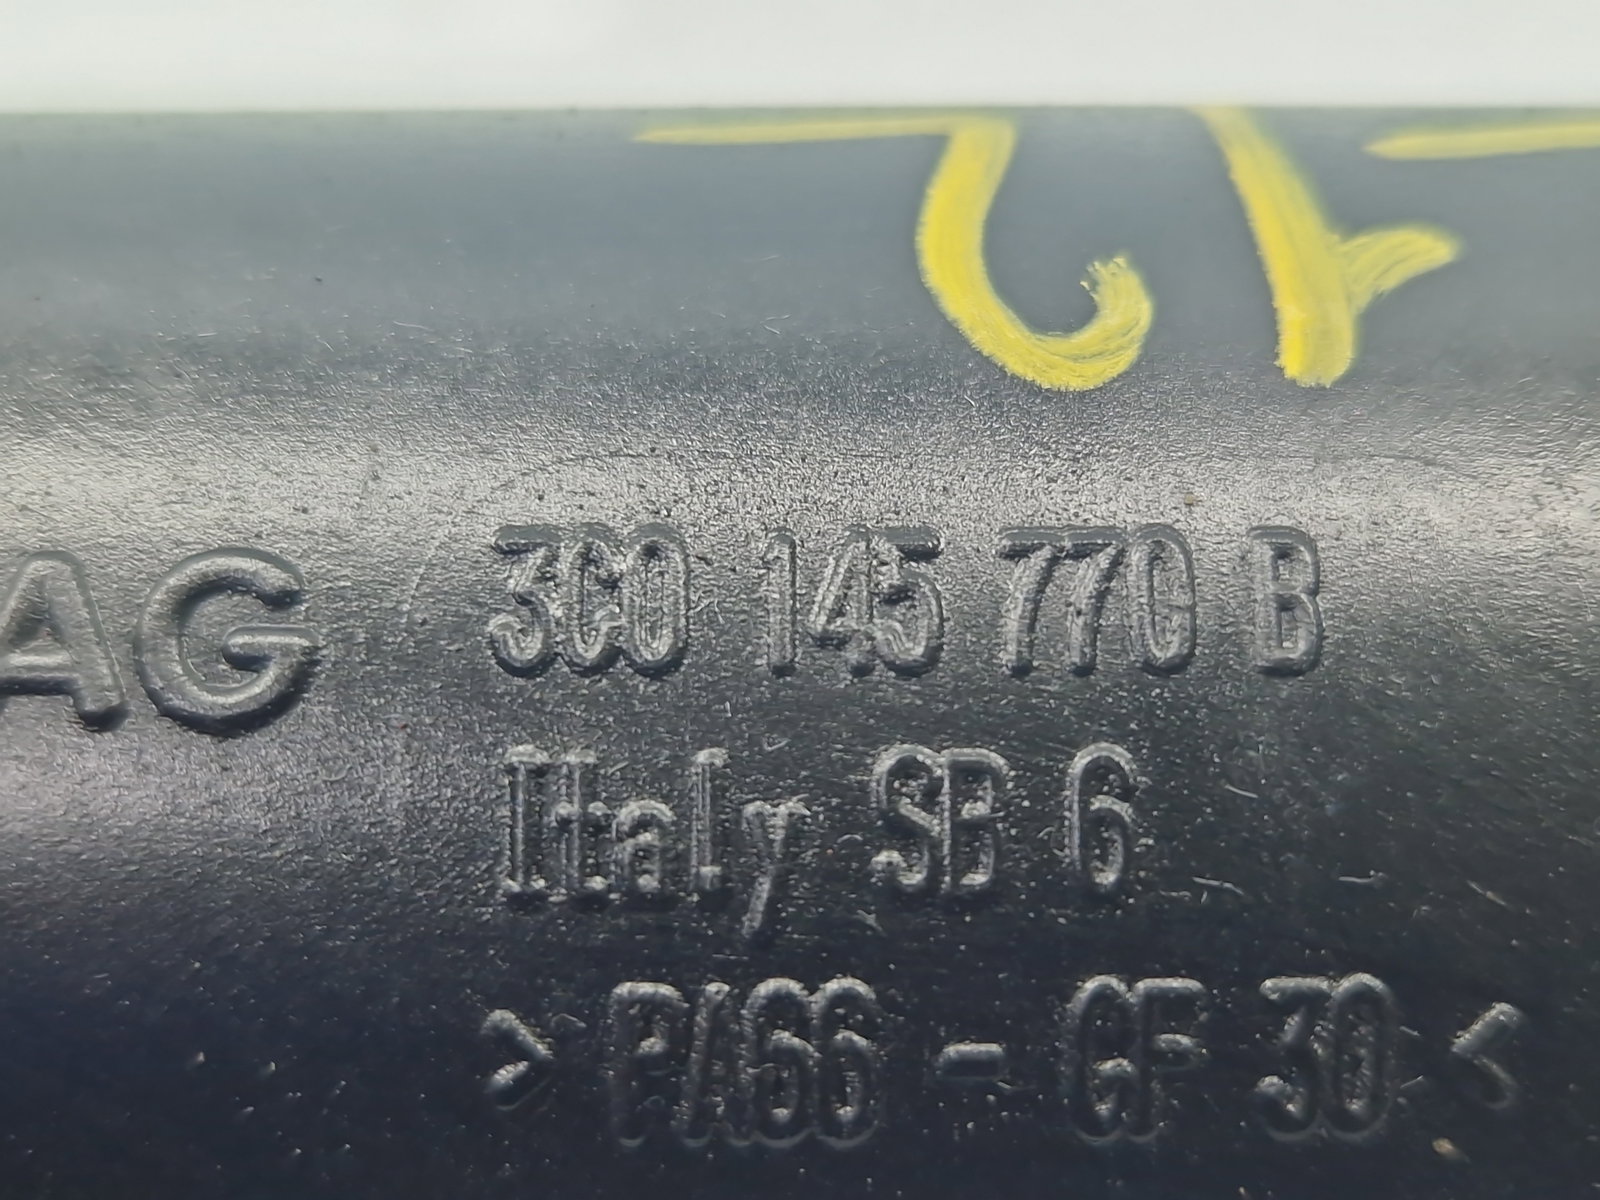 AG 3C0 145 770 B
Italy SB 6
>PA66-GF 30<